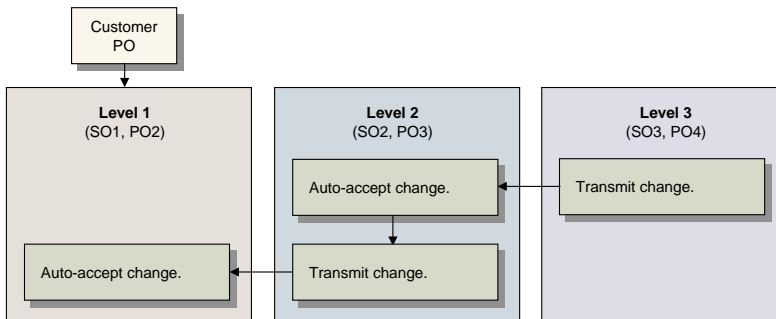 Customer
PO
Level 1
(SO1, PO2)
Level 2
(SO2, PO3)
Level 3
(SO3, PO4)
Auto-accept change.
Transmit change.
Auto-accept change.
Transmit change.